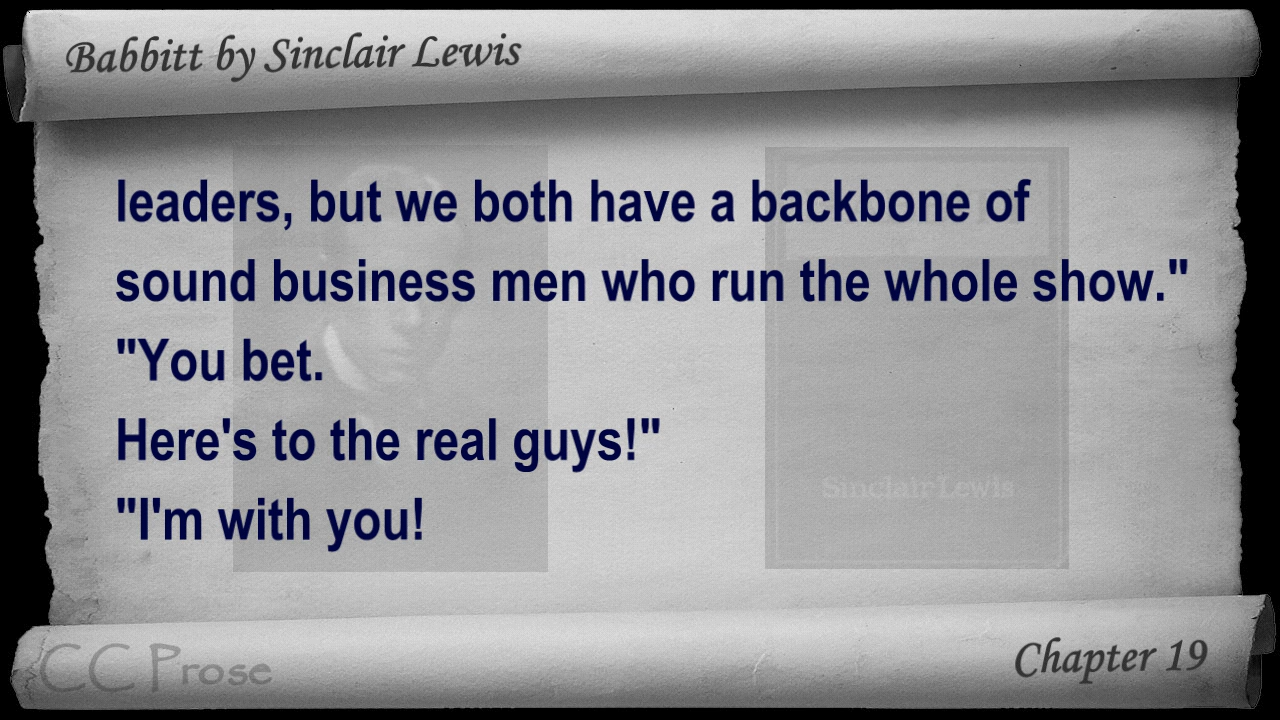 Babbitt by Sinclair Lewis
leaders, but we both have a backbone of
sound business men who run the whole show."
"You bet.
Here's to the real guys!"
Sinclair Lewis
"I'm with you!
CC Prose
Chapter 19